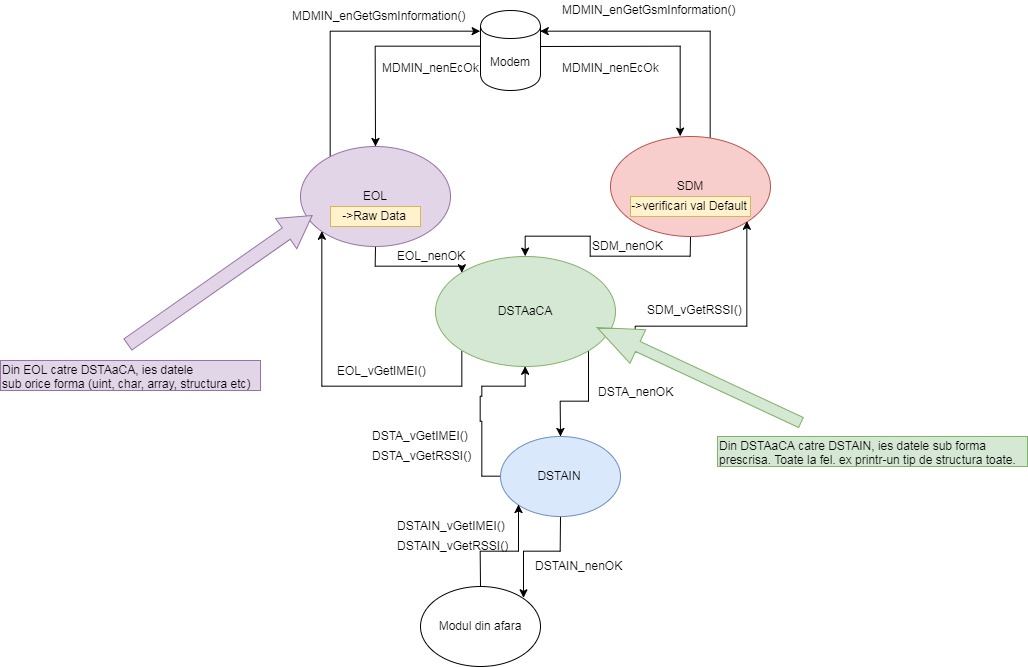 MDMIN_enGetGsmInformation()
MDMIN_enGetGsmInformation()
Modem
MDMIN_nenEcOk
MDMIN_nenEcOk
EOL
->Raw Data
SDM
->verificari val Default
EOL_nenOK
SDM_nenOK
DSTAaCA
SDM_vGetRSSI()
Din EOL catre DSTAaCA, ies datele
sub orice forma (uint, char, array, structura etc)
EOL_vGetIMEI()
DSTA_nenOK
DSTA_vGetIMEI()
DSTA_vGetRSSI()
Din DSTAaCA catre DSTAIN, ies datele sub forma
prescrisa. Toate la fel. ex printr-un tip de structura toate.
DSTAIN
DSTAIN_vGetIMEI()
DSTAIN_vGetRSSI()
DSTAIN_nenOK
Modul din afara